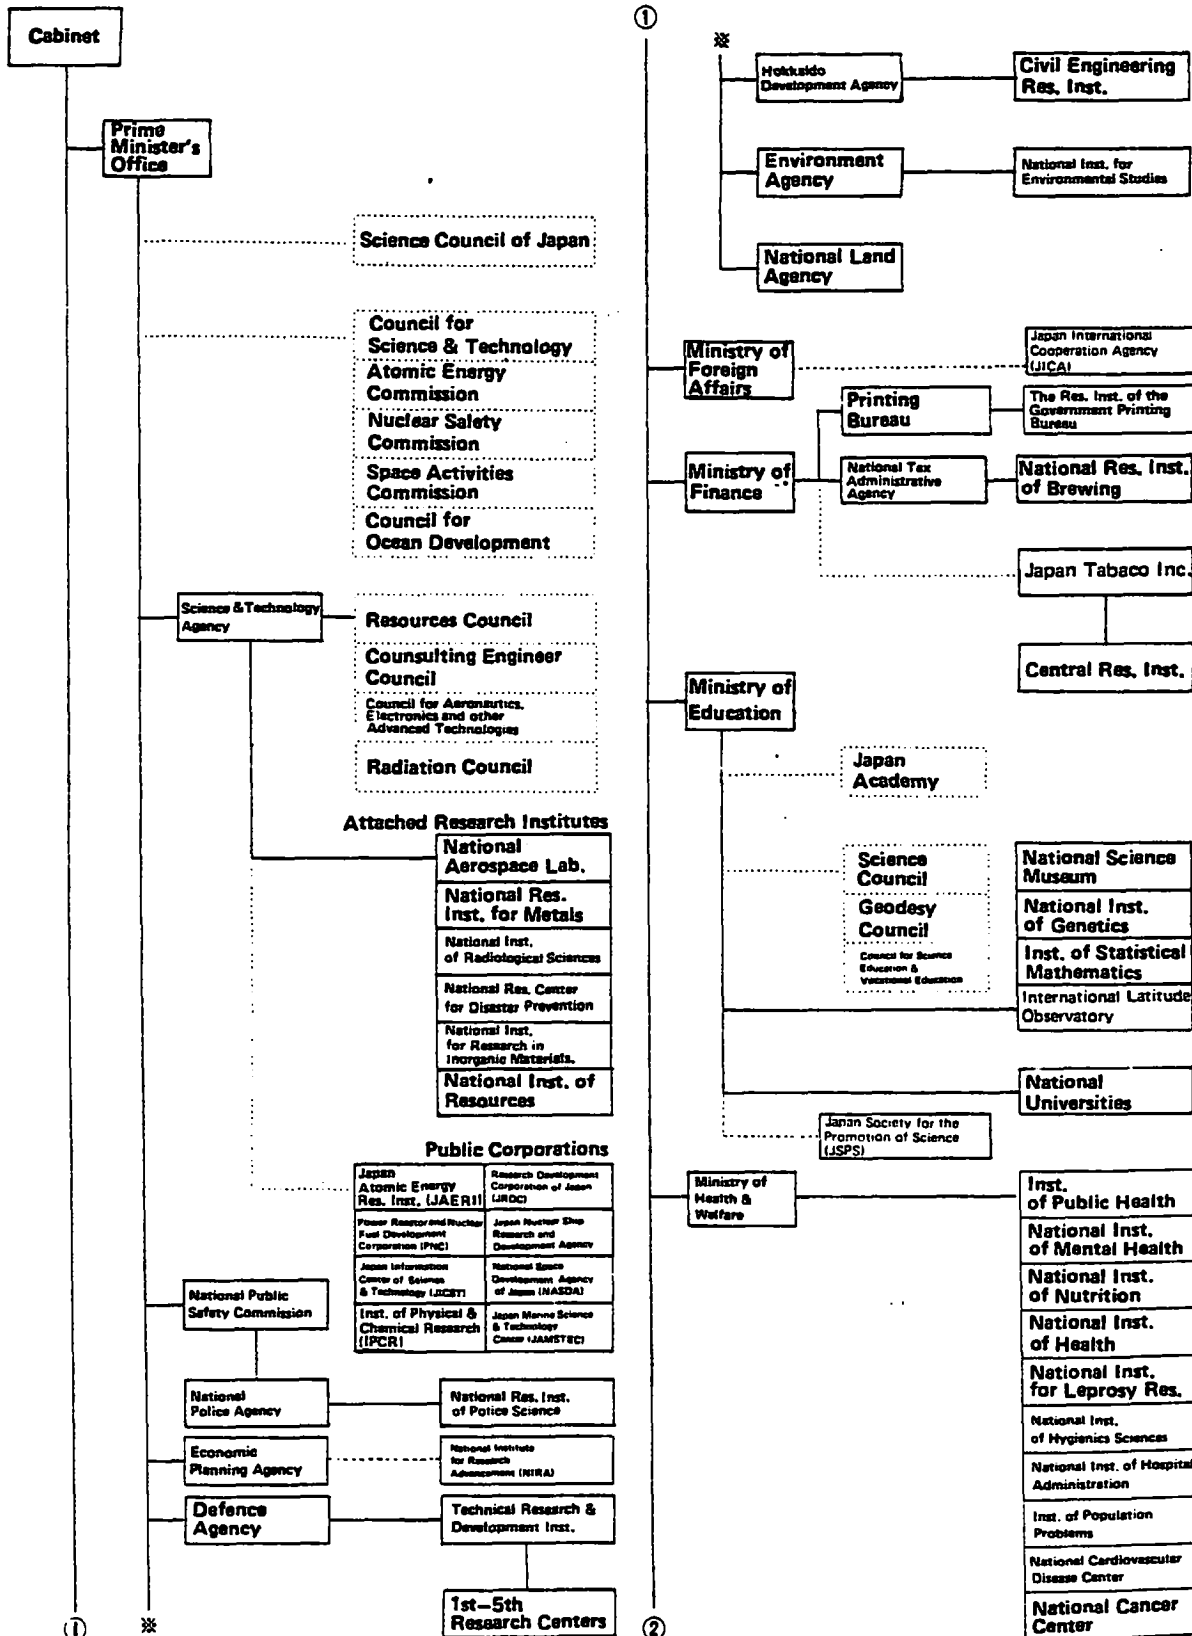 Cabinet
Prime
Minister's
Office
Science Council of Japan
Council for
Science & Technology
Atomic Energy
Commission
Nuclear Safety
Commission
Space Activities
Commission
Council for
Ocean Development
Science & Technology
Agency
Resources Council
Counsulting Engineer
Council
Council for Aeronautics,
Electronics and other
Advanced Technologies
Radiation Council
Attached Research Institutes
National
Aerospace Lab.
National Res.
Inst. for Metals
National Inst.
of Radiological Sciences
National Res. Center
for Disaster Prevention
National Inst.
for Research in
Inorganic Materials.
National Inst. of
Resources
Public Corporations
Japan
Atomic Energy
Res. Inst. (JAERI)
Research Development
Corporation of Japan
(JRDC)
Power Reactor and Nuclear
Fuel Development
Corporation (PNC)
Japan Nuclear Ship
Research and
Development Agency
Japan Information
Center of Science
& Technology (JICST)
National Space
Development Agency
of Japan (NASDA)
Inst. of Physical &
Chemical Research
(IPCR)
Japan Marine Science
& Technology
Center (JAMSTEC)
National Public
Safety Commission
National
Police Agency
National Res. Inst.
of Police Science
Economic
Planning Agency
National Institute
for Research
Advancement (NIRA)
Defence
Agency
Technical Research &
Development Inst.
1st–5th
Research Centers
①
※
①
※
Hokkaido
Development Agency
Civil Engineering
Res. Inst.
Environment
Agency
National Inst. for
Environmental Studies
National Land
Agency
Ministry of
Foreign
Affairs
Japan International
Cooperation Agency
(JICA)
Printing
Bureau
The Res. Inst. of the
Government Printing
Bureau
Ministry of
Finance
National Tax
Administrative
Agency
National Res. Inst.
of Brewing
Japan Tabaco Inc.
Central Res. Inst.
Ministry of
Education
Japan
Academy
Science
Council
Geodesy
Council
Council for Science
Education &
Vocational Education
National Science
Museum
National Inst.
of Genetics
Inst. of Statistical
Mathematics
International Latitude
Observatory
National
Universities
Japan Society for the
Promotion of Science
(JSPS)
Ministry of
Health &
Welfare
Inst.
of Public Health
National Inst.
of Mental Health
National Inst.
of Nutrition
National Inst.
of Health
National Inst.
for Leprosy Res.
National Inst.
of Hygienics Sciences
National Inst. of Hospital
Administration
Inst. of Population
Problems
National Cardiovascular
Disease Center
National Cancer
Center
②